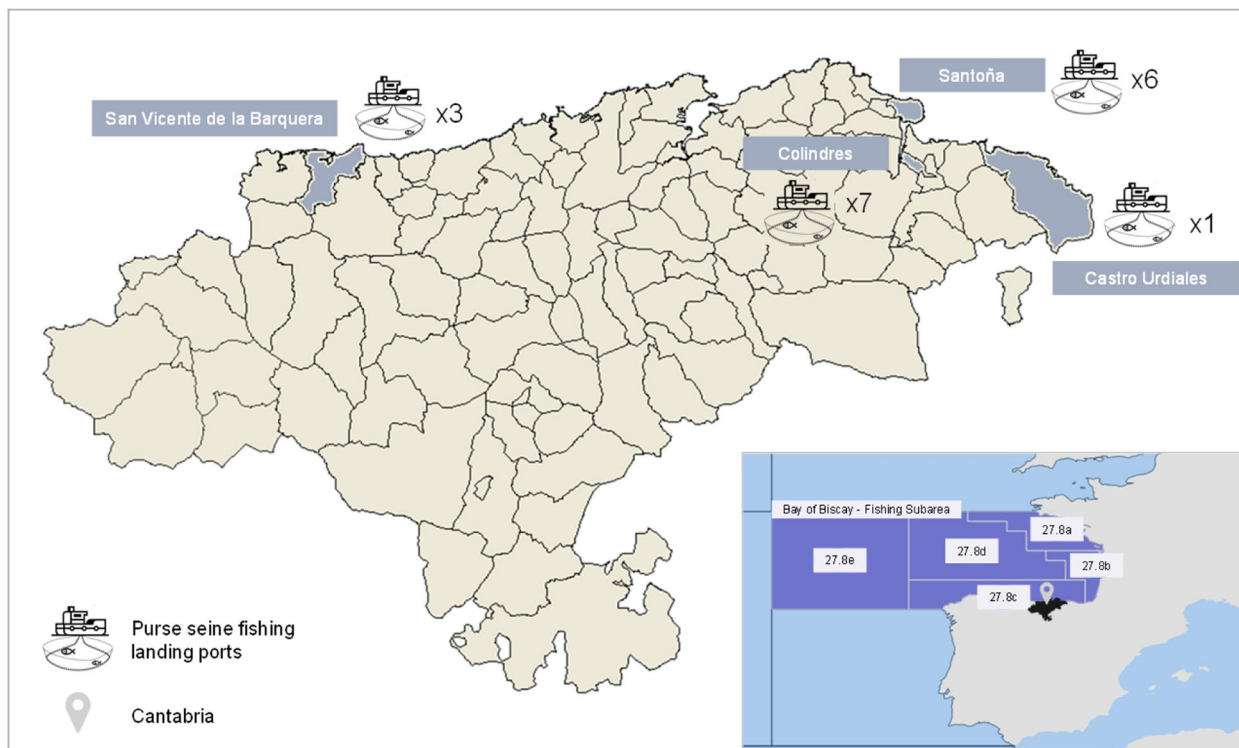 Santoña
x6
San Vicente de la Barquera
x3
Colindres
x7
x1
Castro Urdiales
Bay of Biscay - Fishing Subarea
27.8a
27.8d
27.8e
27.8b
27.8c
Purse seine fishing
landing ports
Cantabria